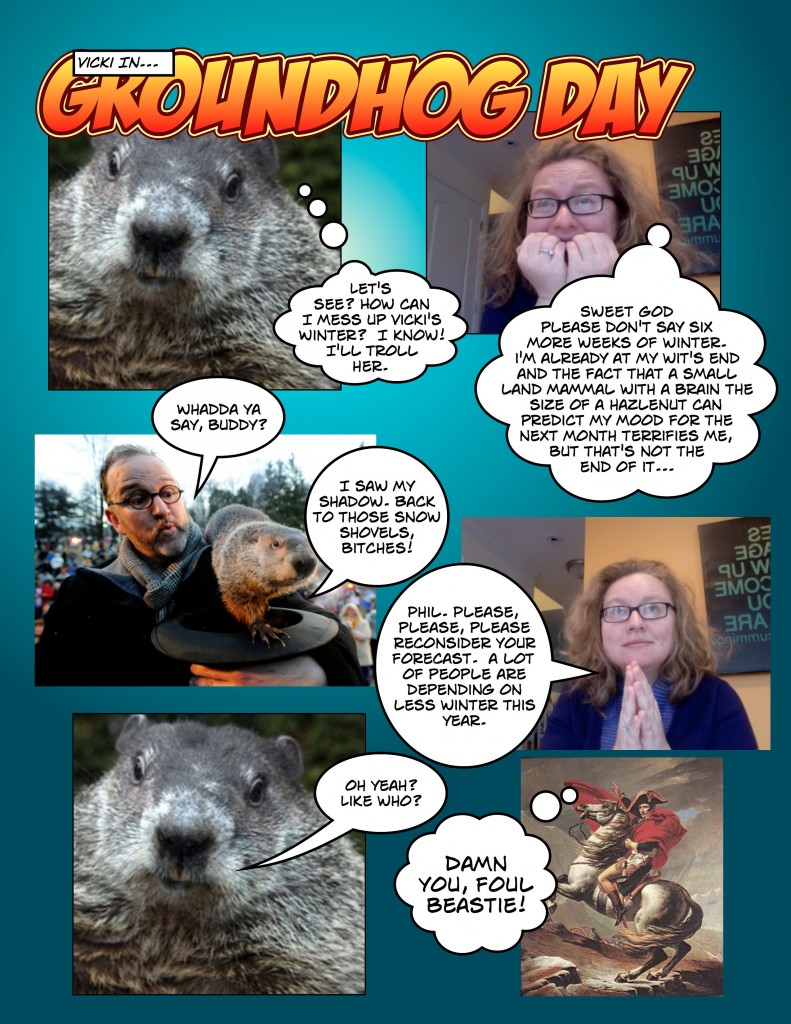 VICKI IN...
GROUNDHOG DAY
LET'S
SEE? HOW CAN
I MESS UP VICKI'S
WINTER? I KNOW!
I'LL TROLL
HER.
SWEET GOD
PLEASE DON'T SAY SIX
MORE WEEKS OF WINTER.
I'M ALREADY AT MY WIT'S END
AND THE FACT THAT A SMALL
LAND MAMMAL WITH A BRAIN THE
SIZE OF A HAZLENUT CAN
PREDICT MY MOOD FOR THE
NEXT MONTH TERRIFIES ME,
BUT THAT'S NOT THE
END OF IT...
WHADDA YA
SAY, BUDDY?
I SAW MY
SHADOW. BACK
TO THOSE SNOW
SHOVELS,
BITCHES!
PHIL. PLEASE,
PLEASE, PLEASE
RECONSIDER YOUR
FORECAST. A LOT
OF PEOPLE ARE
DEPENDING ON
LESS WINTER THIS
YEAR.
OH YEAH?
LIKE WHO?
DAMN
YOU, FOUL
BEASTIE!